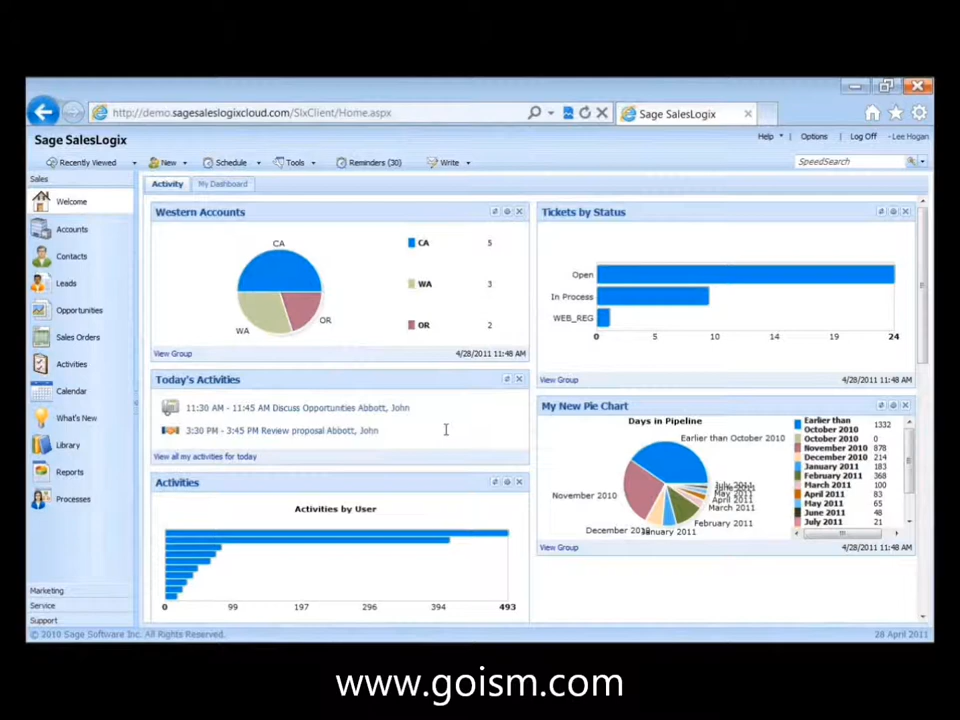 http://demo.sagesaleslogixcloud.com/SlxClient/Home.aspx
Sage SalesLogix
Sage SalesLogix
Help
Options
Log Off
- Lee Hogan
Recently Viewed
New
Schedule
Tools
Reminders (30)
Write
SpeedSearch
Sales
Welcome
Accounts
Contacts
Leads
Opportunities
Sales Orders
Activities
Calendar
What's New
Library
Reports
Processes
Marketing
Service
Support
Activity
My Dashboard
Western Accounts
CA
WA
OR
CA 5
WA 3
OR 2
View Group
4/28/2011 11:48 AM
Tickets by Status
Open
In Process
WEB_REG
0 5 10 14 19 24
View Group
4/28/2011 11:48 AM
Today's Activities
11:30 AM - 11:45 AM Discuss Opportunities Abbott, John
3:30 PM - 3:45 PM Review proposal Abbott, John
View all my activities for today
My New Pie Chart
Days in Pipeline
Earlier than October 2010
November 2010
December
January 2011
February 2011
March 2011
April 2011
May 2011
July 2011
Earlier than October 2010 1332
October 2010 0
November 2010 878
December 2010 214
January 2011 183
February 2011 368
March 2011 100
April 2011 83
May 2011 65
June 2011 48
July 2011 21
View Group
4/28/2011 11:48 AM
Activities
Activities by User
0 99 197 296 394 493
© 2010 Sage Software Inc. All Rights Reserved.
28 April 2011
www.goism.com